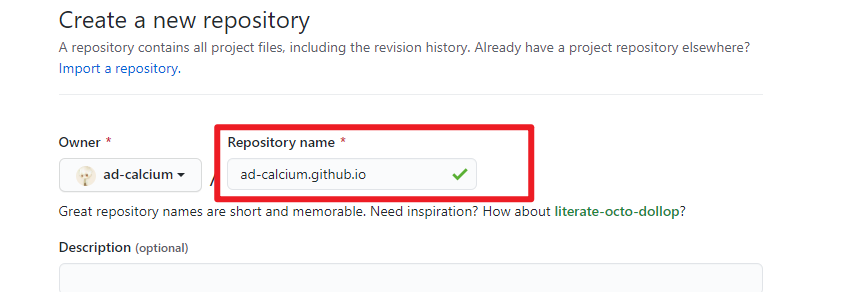 Create a new repository
A repository contains all project files, including the revision history. Already have a project repository elsewhere?
Import a repository.
Owner * Repository name *
ad-calcium / ad-calcium.github.io
Great repository names are short and memorable. Need inspiration? How about literate-octo-dollop?
Description (optional)